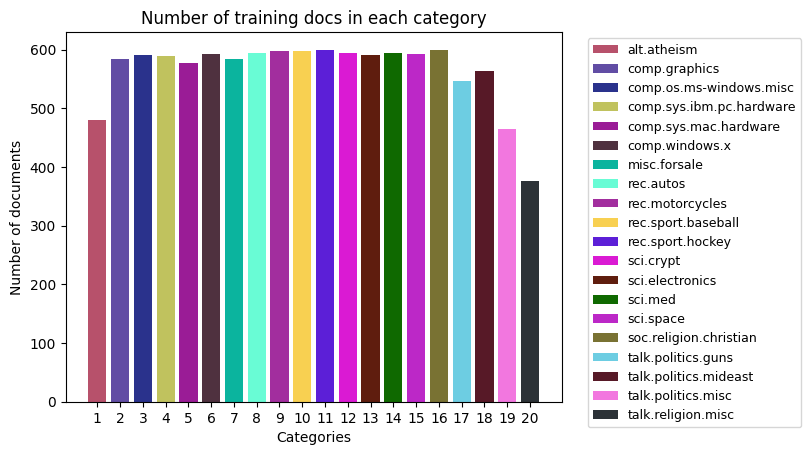 Number of training docs in each category
Number of documents
600
500
400
300
200
100
0
1 2 3 4 5 6 7 8 9 10 11 12 13 14 15 16 17 18 19 20
Categories
alt.atheism
comp.graphics
comp.os.ms-windows.misc
comp.sys.ibm.pc.hardware
comp.sys.mac.hardware
comp.windows.x
misc.forsale
rec.autos
rec.motorcycles
rec.sport.baseball
rec.sport.hockey
sci.crypt
sci.electronics
sci.med
sci.space
soc.religion.christian
talk.politics.guns
talk.politics.mideast
talk.politics.misc
talk.religion.misc